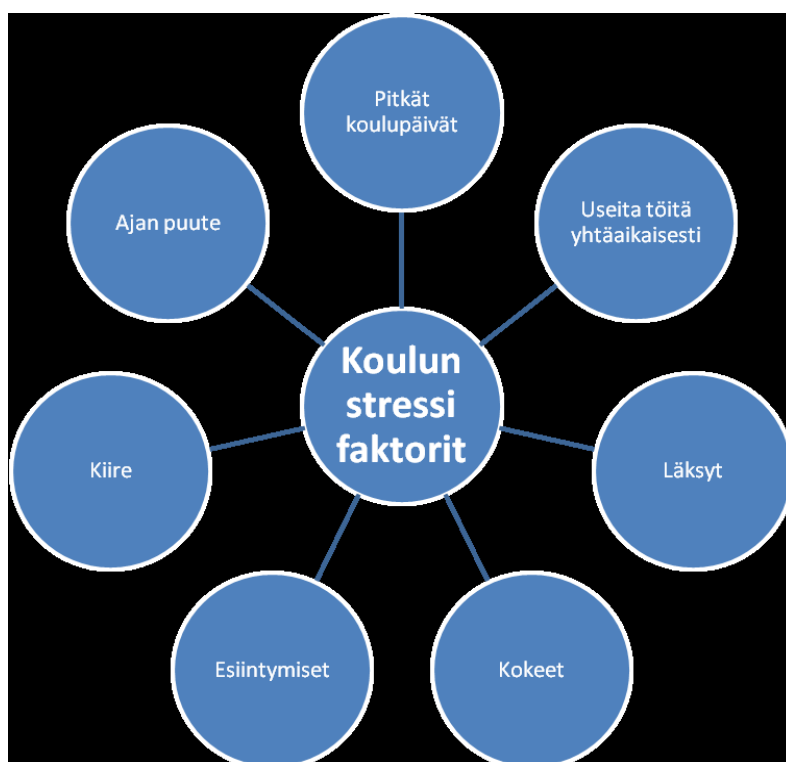 Pitkät
koulupäivät
Useita töitä
yhtäaikaisesti
Ajan puute
Koulun
stressi
faktorit
Kiire
Läksyt
Esiintymiset
Kokeet